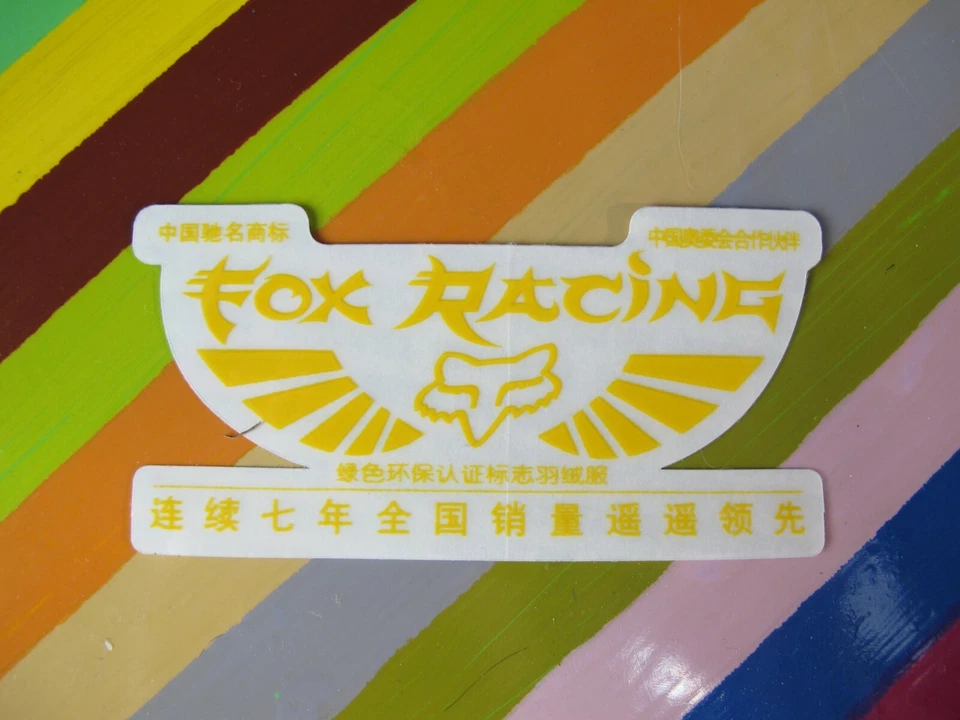 中国驰名商标
中国奥委会合作伙伴
FOX RACING
绿色环保认证标志羽绒服
连续七年全国销量遥遥领先